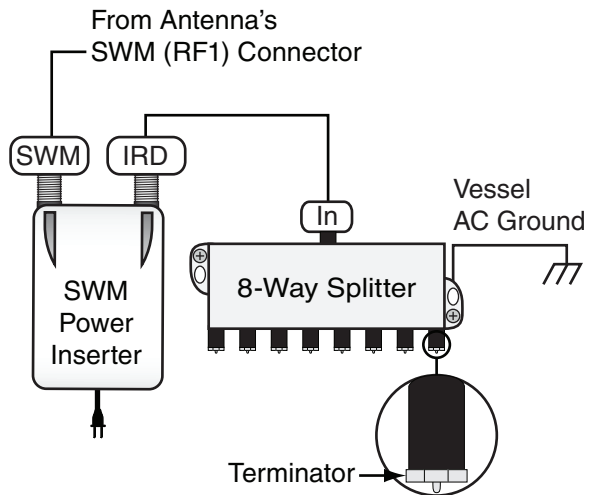 From Antenna's
SWM (RF1) Connector
SWM
IRD
In
Vessel
AC Ground
8-Way Splitter
SWM
Power
Inserter
Terminator